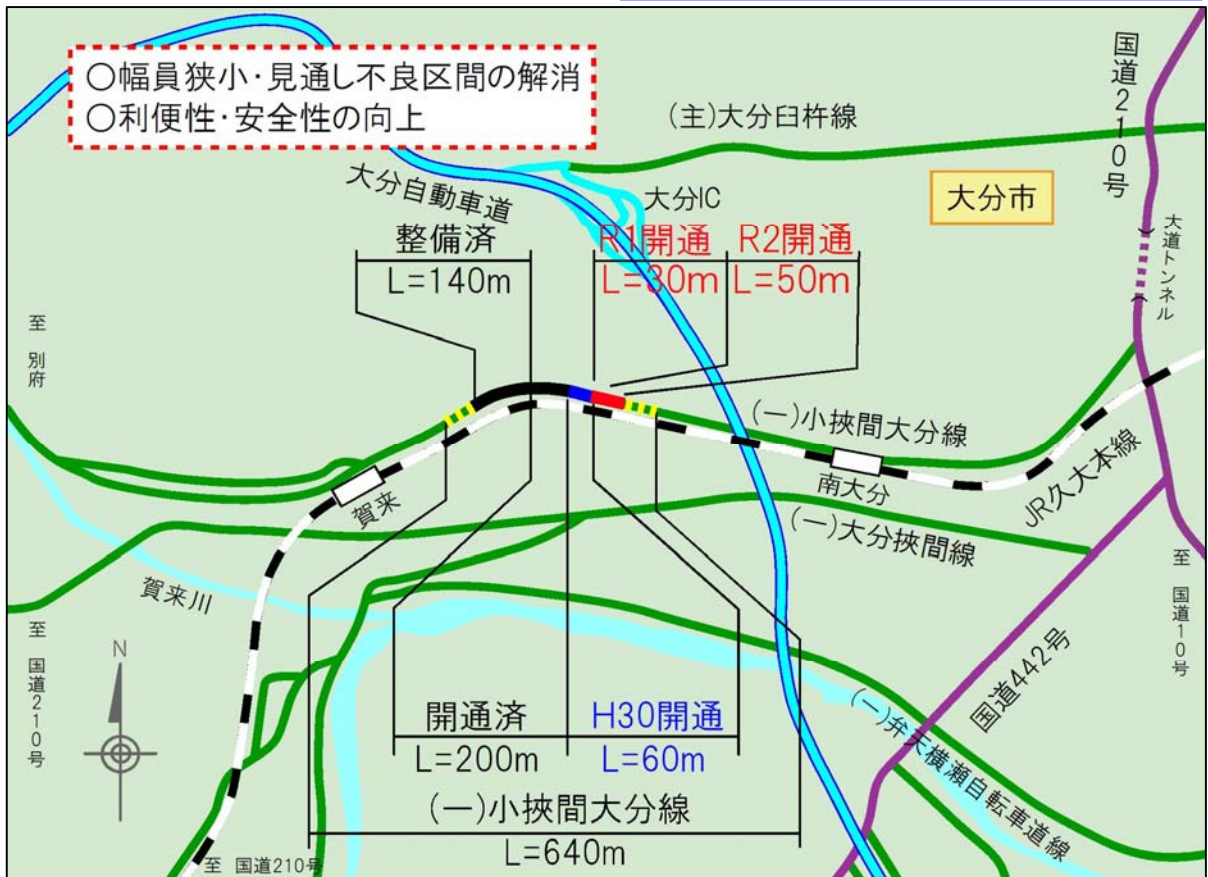 ○幅員狭小・見通し不良区間の解消
○利便性・安全性の向上
(主)大分臼杵線
国道210号
大分自動車道
大分IC
大分市
整備済
L=140m
R1開通
L=30m
R2開通
L=50m
大道トンネル
至 別府
(一)小挾間大分線
賀来
南大分
JR久大本線
(一)大分挾間線
賀来川
至 国道10号
至 国道210号
N
国道442号
開通済
L=200m
H30開通
L=60m
(一)弁天横瀬自転車道線
(一)小挾間大分線
L=640m
至 国道210号